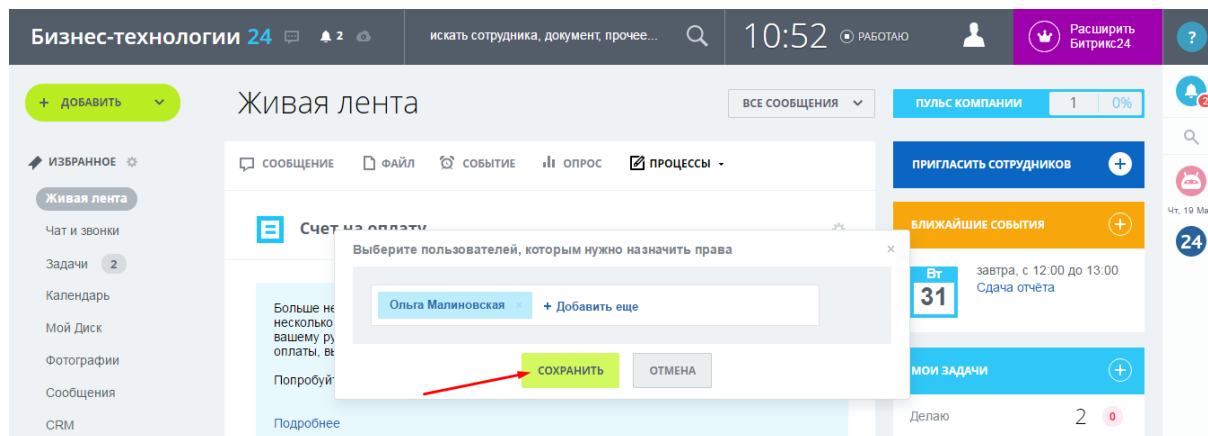 Бизнес-технологии 24 2 искать сотрудника, документ, прочее... 10:52 РАБОТАЮ Расширить Битрикс24 ?
+ ДОБАВИТЬ
Живая лента
ВСЕ СООБЩЕНИЯ
ПУЛЬС КОМПАНИИ 1 0%
2
ИЗБРАННОЕ
СООБЩЕНИЕ ФАЙЛ СОБЫТИЕ ОПРОС ПРОЦЕССЫ
ПРИГЛАСИТЬ СОТРУДНИКОВ +
Живая лента
Чт, 19 Ма
Чат и звонки
Счет на оплату
БЛИЖАЙШИЕ СОБЫТИЯ +
24
Выберите пользователей, которым нужно назначить права ×
Задачи 2
Вт
31
завтра, с 12:00 до 13:00
Сдача отчёта
Календарь
Ольга Малиновская × + Добавить еще
Больше не
несколько
вашему ру
оплаты, вы
Мой Диск
Фотографии
СОХРАНИТЬ ОТМЕНА
МОИ ЗАДАЧИ +
Попробуй
Сообщения
CRM
Подробнее
Делаю 2 0